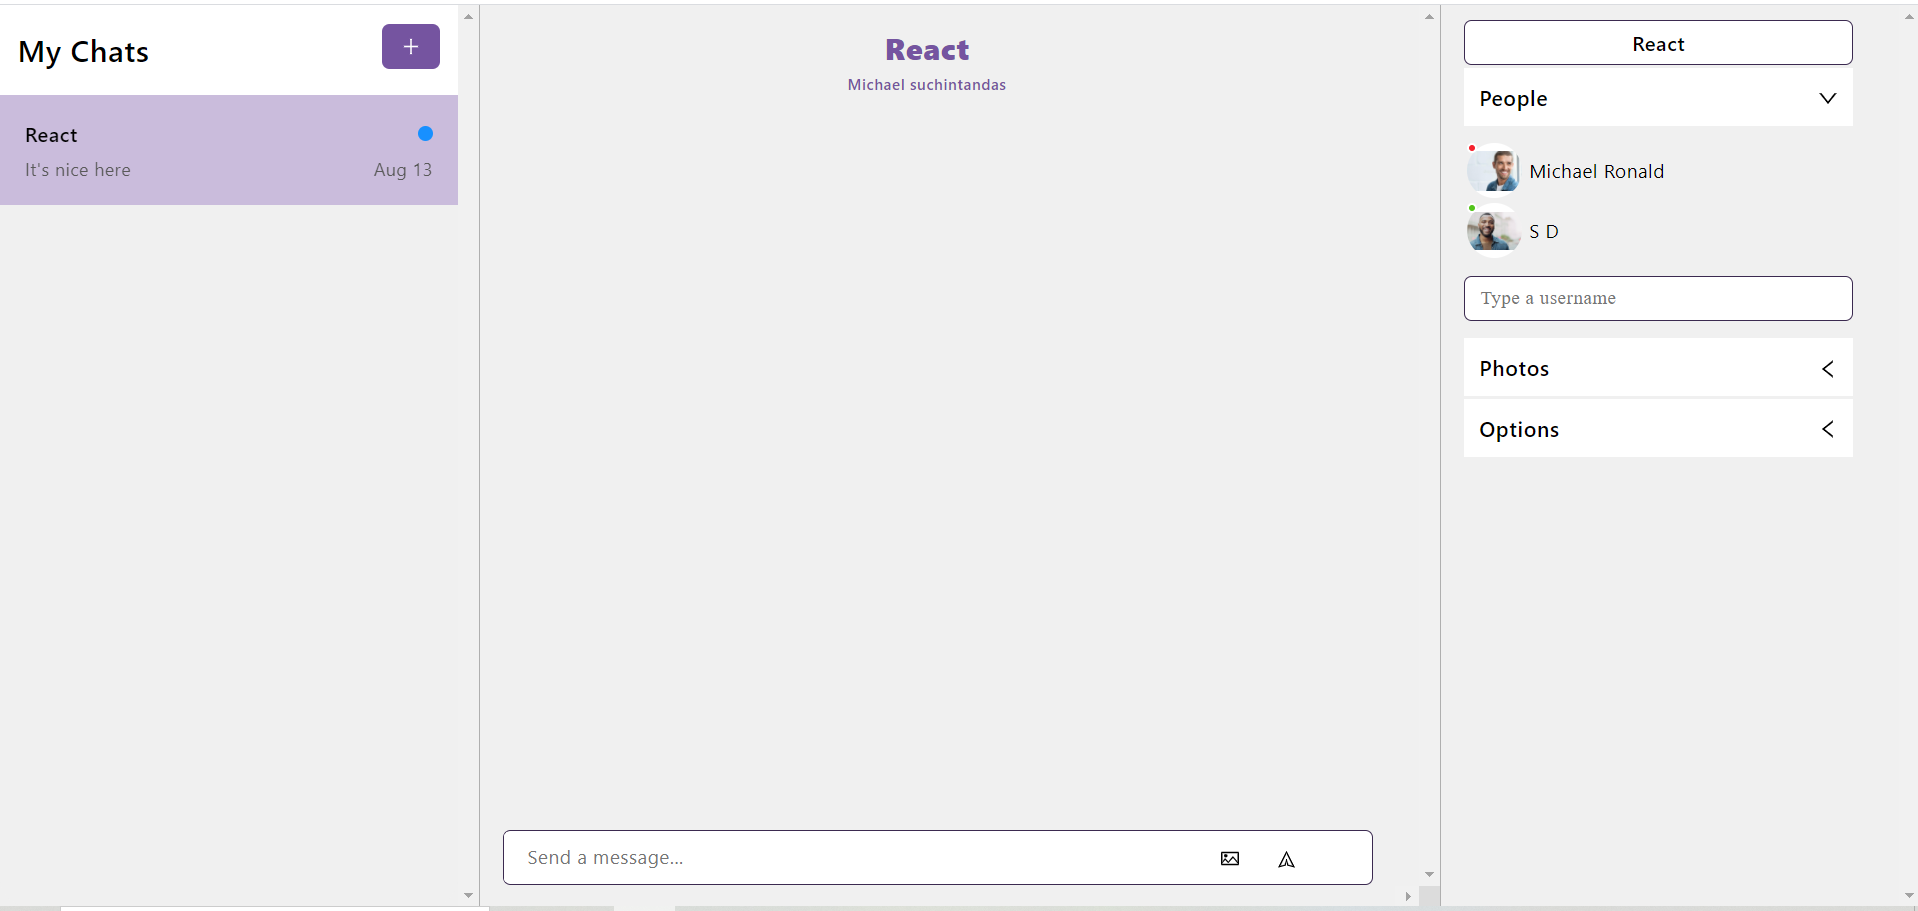 My Chats
+
React
It's nice here
Aug 13
React
Michael suchintandas
Send a message...
React
People
Michael Ronald
S D
Type a username
Photos
Options